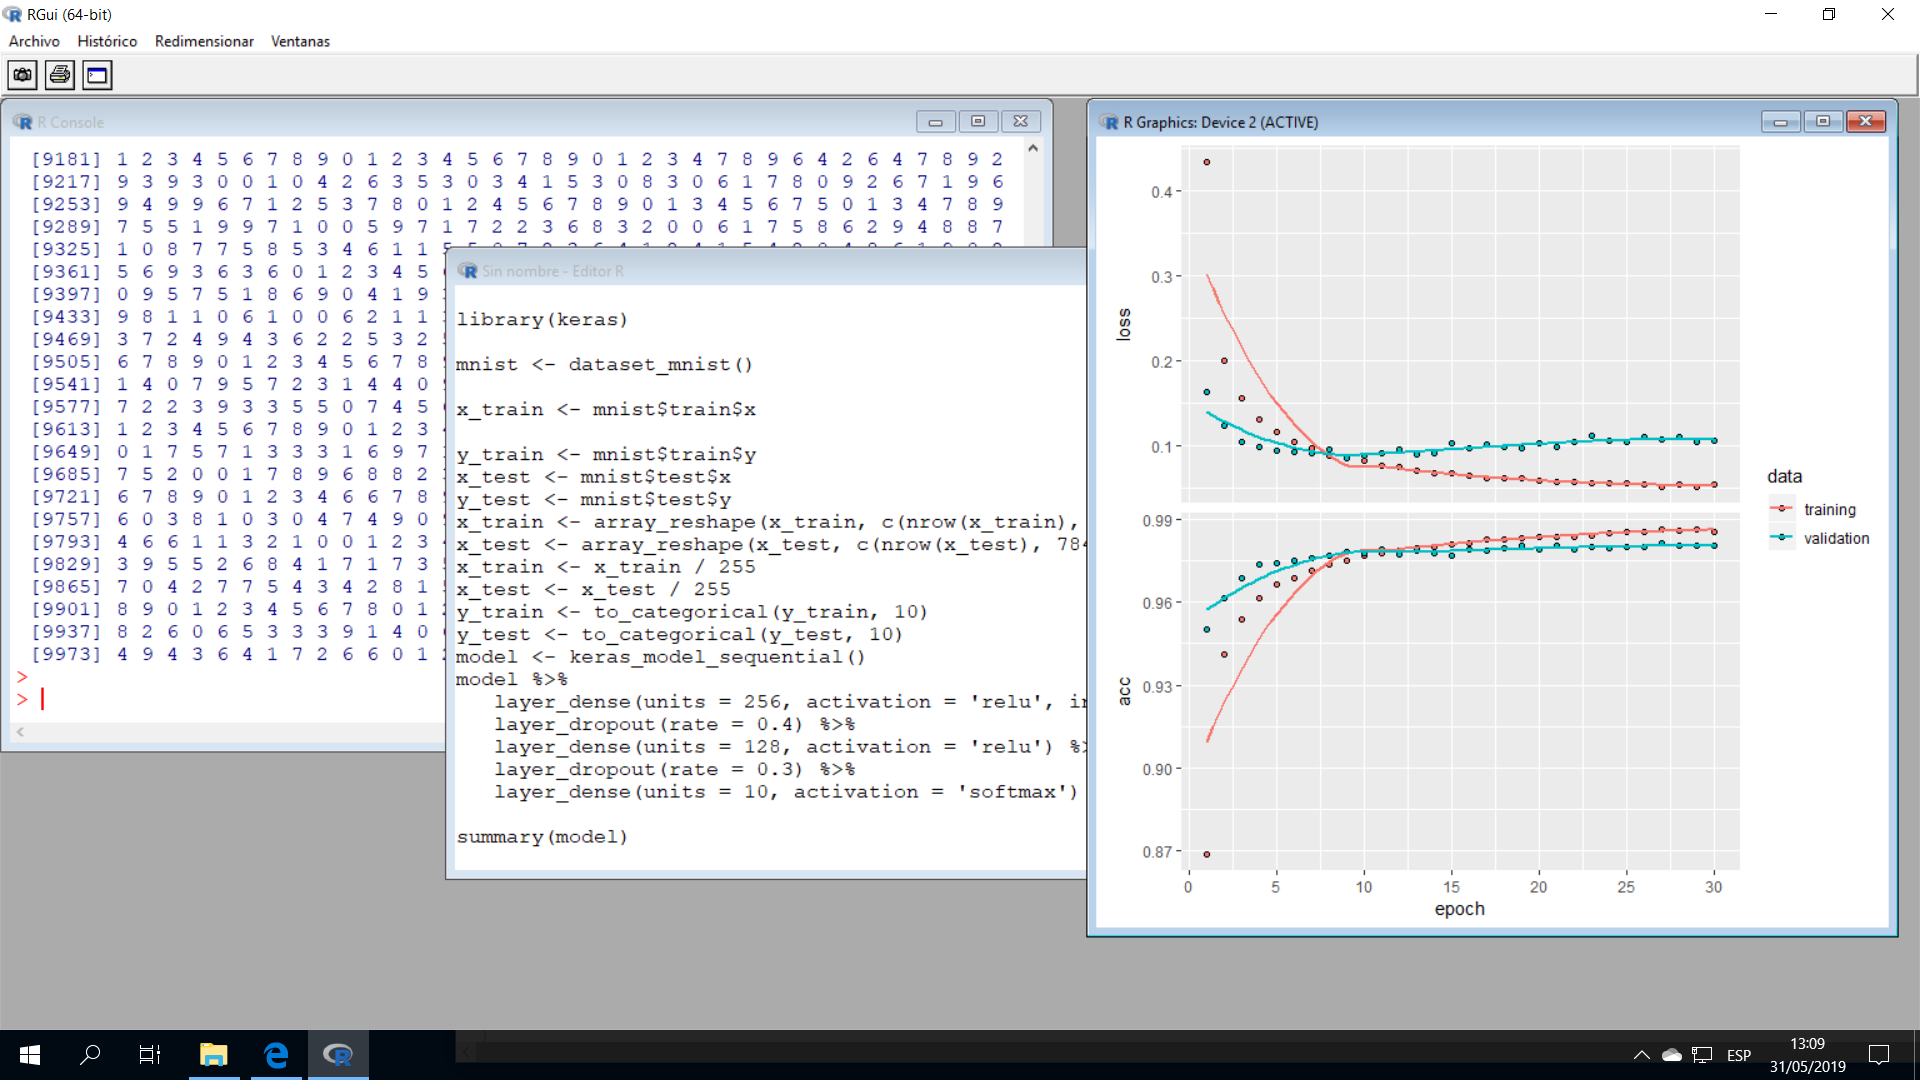 RGui (64-bit)
Archivo Histórico Redimensionar Ventanas
R Console
[9181] 1 2 3 4 5 6 7 8 9 0 1 2 3 4 5 6 7 8 9 0 1 2 3 4 7 8 9 6 4 2 6 4 7 8 9 2
[9217] 9 3 9 3 0 0 1 0 4 2 6 3 5 3 0 3 4 1 5 3 0 8 3 0 6 1 7 8 0 9 2 6 7 1 9 6
[9253] 9 4 9 9 6 7 1 2 5 3 7 8 0 1 2 4 5 6 7 8 9 0 1 3 4 5 6 7 5 0 1 3 4 7 8 9
[9289] 7 5 5 1 9 9 7 1 0 0 5 9 7 1 7 2 2 3 6 8 3 2 0 0 6 1 7 5 8 6 2 9 4 8 8 7
[9325] 1 0 8 7 7 5 8 5 3 4 6 1 1
[9361] 5 6 9 3 6 3 6 0 1 2 3 4 5
[9397] 0 9 5 7 5 1 8 6 9 0 4 1 9
[9433] 9 8 1 1 0 6 1 0 0 6 2 1 1
[9469] 3 7 2 4 9 4 3 6 2 2 5 3 2
[9505] 6 7 8 9 0 1 2 3 4 5 6 7 8
[9541] 1 4 0 7 9 5 7 2 3 1 4 4 0
[9577] 7 2 2 3 9 3 3 5 5 0 7 4 5
[9613] 1 2 3 4 5 6 7 8 9 0 1 2 3
[9649] 0 1 7 5 7 1 3 3 3 1 6 9 7
[9685] 7 5 2 0 0 1 7 8 9 6 8 8 2
[9721] 6 7 8 9 0 1 2 3 4 6 6 7 8
[9757] 6 0 3 8 1 0 3 0 4 7 4 9 0
[9793] 4 6 6 1 1 3 2 1 0 0 1 2 3
[9829] 3 9 5 5 2 6 8 4 1 7 1 7 3
[9865] 7 0 4 2 7 7 5 4 3 4 2 8 1
[9901] 8 9 0 1 2 3 4 5 6 7 8 0 1
[9937] 8 2 6 0 6 5 3 3 3 9 1 4 0
[9973] 4 9 4 3 6 4 1 7 2 6 6 0 1
>
>
Sin nombre - Editor R
library(keras)
mnist <- dataset_mnist()
x_train <- mnist$train$x
y_train <- mnist$train$y
x_test <- mnist$test$x
y_test <- mnist$test$y
x_train <- array_reshape(x_train, c(nrow(x_train),
x_test <- array_reshape(x_test, c(nrow(x_test), 784
x_train <- x_train / 255
x_test <- x_test / 255
y_train <- to_categorical(y_train, 10)
y_test <- to_categorical(y_test, 10)
model <- keras_model_sequential()
model %>%
layer_dense(units = 256, activation = 'relu',
layer_dropout(rate = 0.4) %>%
layer_dense(units = 128, activation = 'relu')
layer_dropout(rate = 0.3) %>%
layer_dense(units = 10, activation = 'softmax')
summary(model)
R Graphics: Device 2 (ACTIVE)
loss
0.4
0.3
0.2
0.1
acc
0.99
0.96
0.93
0.90
0.87
0 5 10 15 20 25 30
epoch
data
training
validation
ESP
13:09
31/05/2019